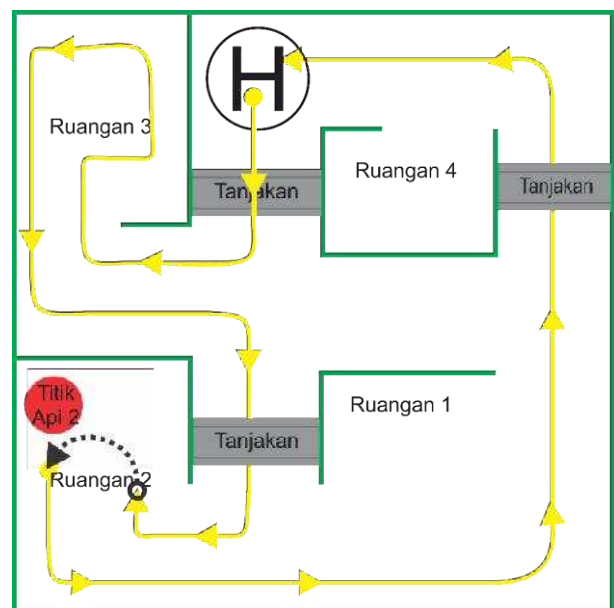 H
Ruangan 3
Ruangan 4
Tanjakan
Tanjakan
Titik
Api 2
Ruangan 1
Tanjakan
Ruangan 2